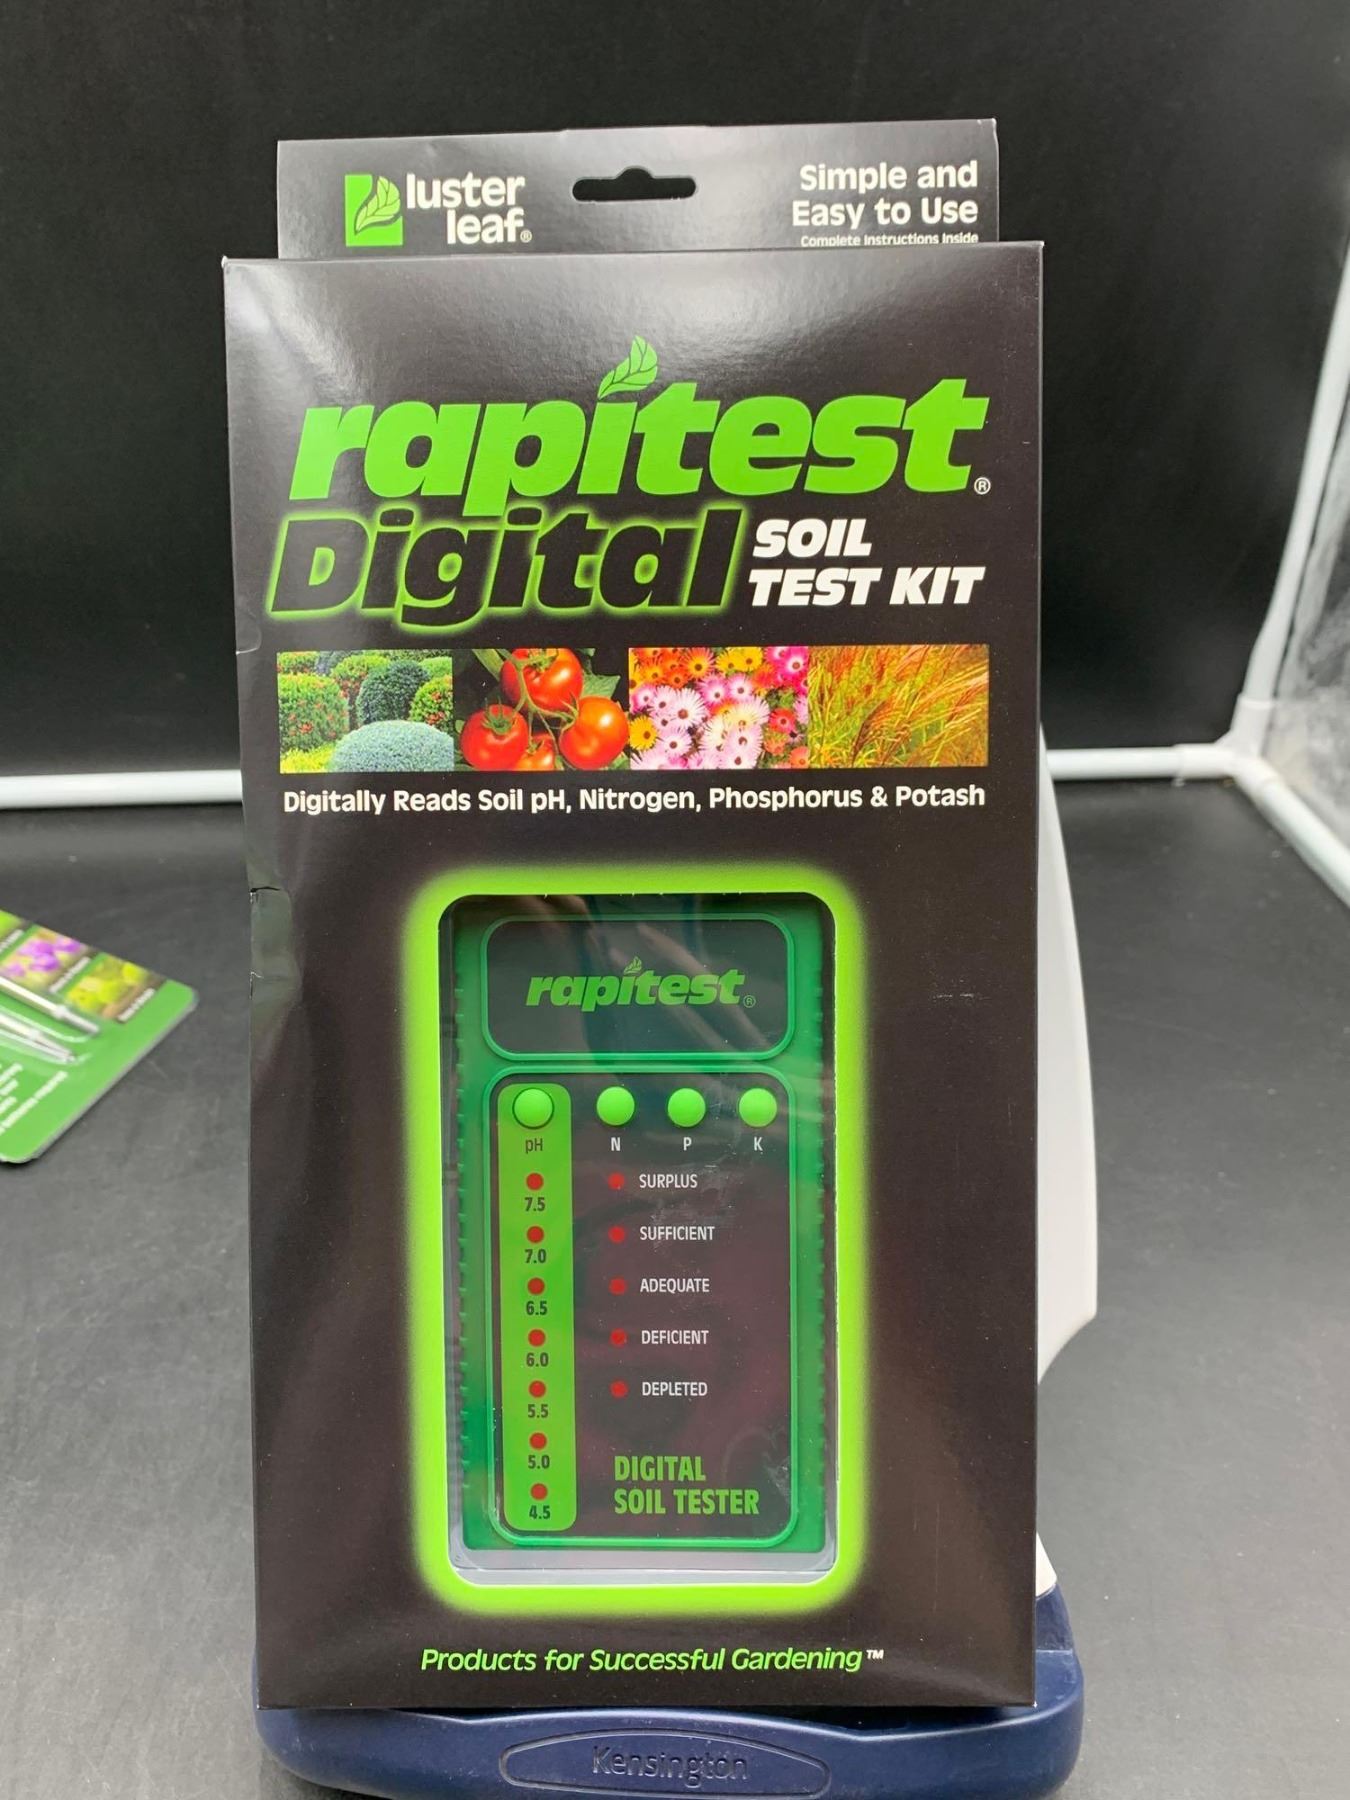 luster
leaf®
Simple and
Easy to Use
Complete Instructions Inside
rapitest®
Digital SOIL
TEST KIT
Digitally Reads Soil pH, Nitrogen, Phosphorus & Potash
rapitest®
pH N P K
7.5
7.0
6.5
6.0
5.5
5.0
4.5
SURPLUS
SUFFICIENT
ADEQUATE
DEFICIENT
DEPLETED
DIGITAL
SOIL TESTER
Products for Successful Gardening™
Kensington